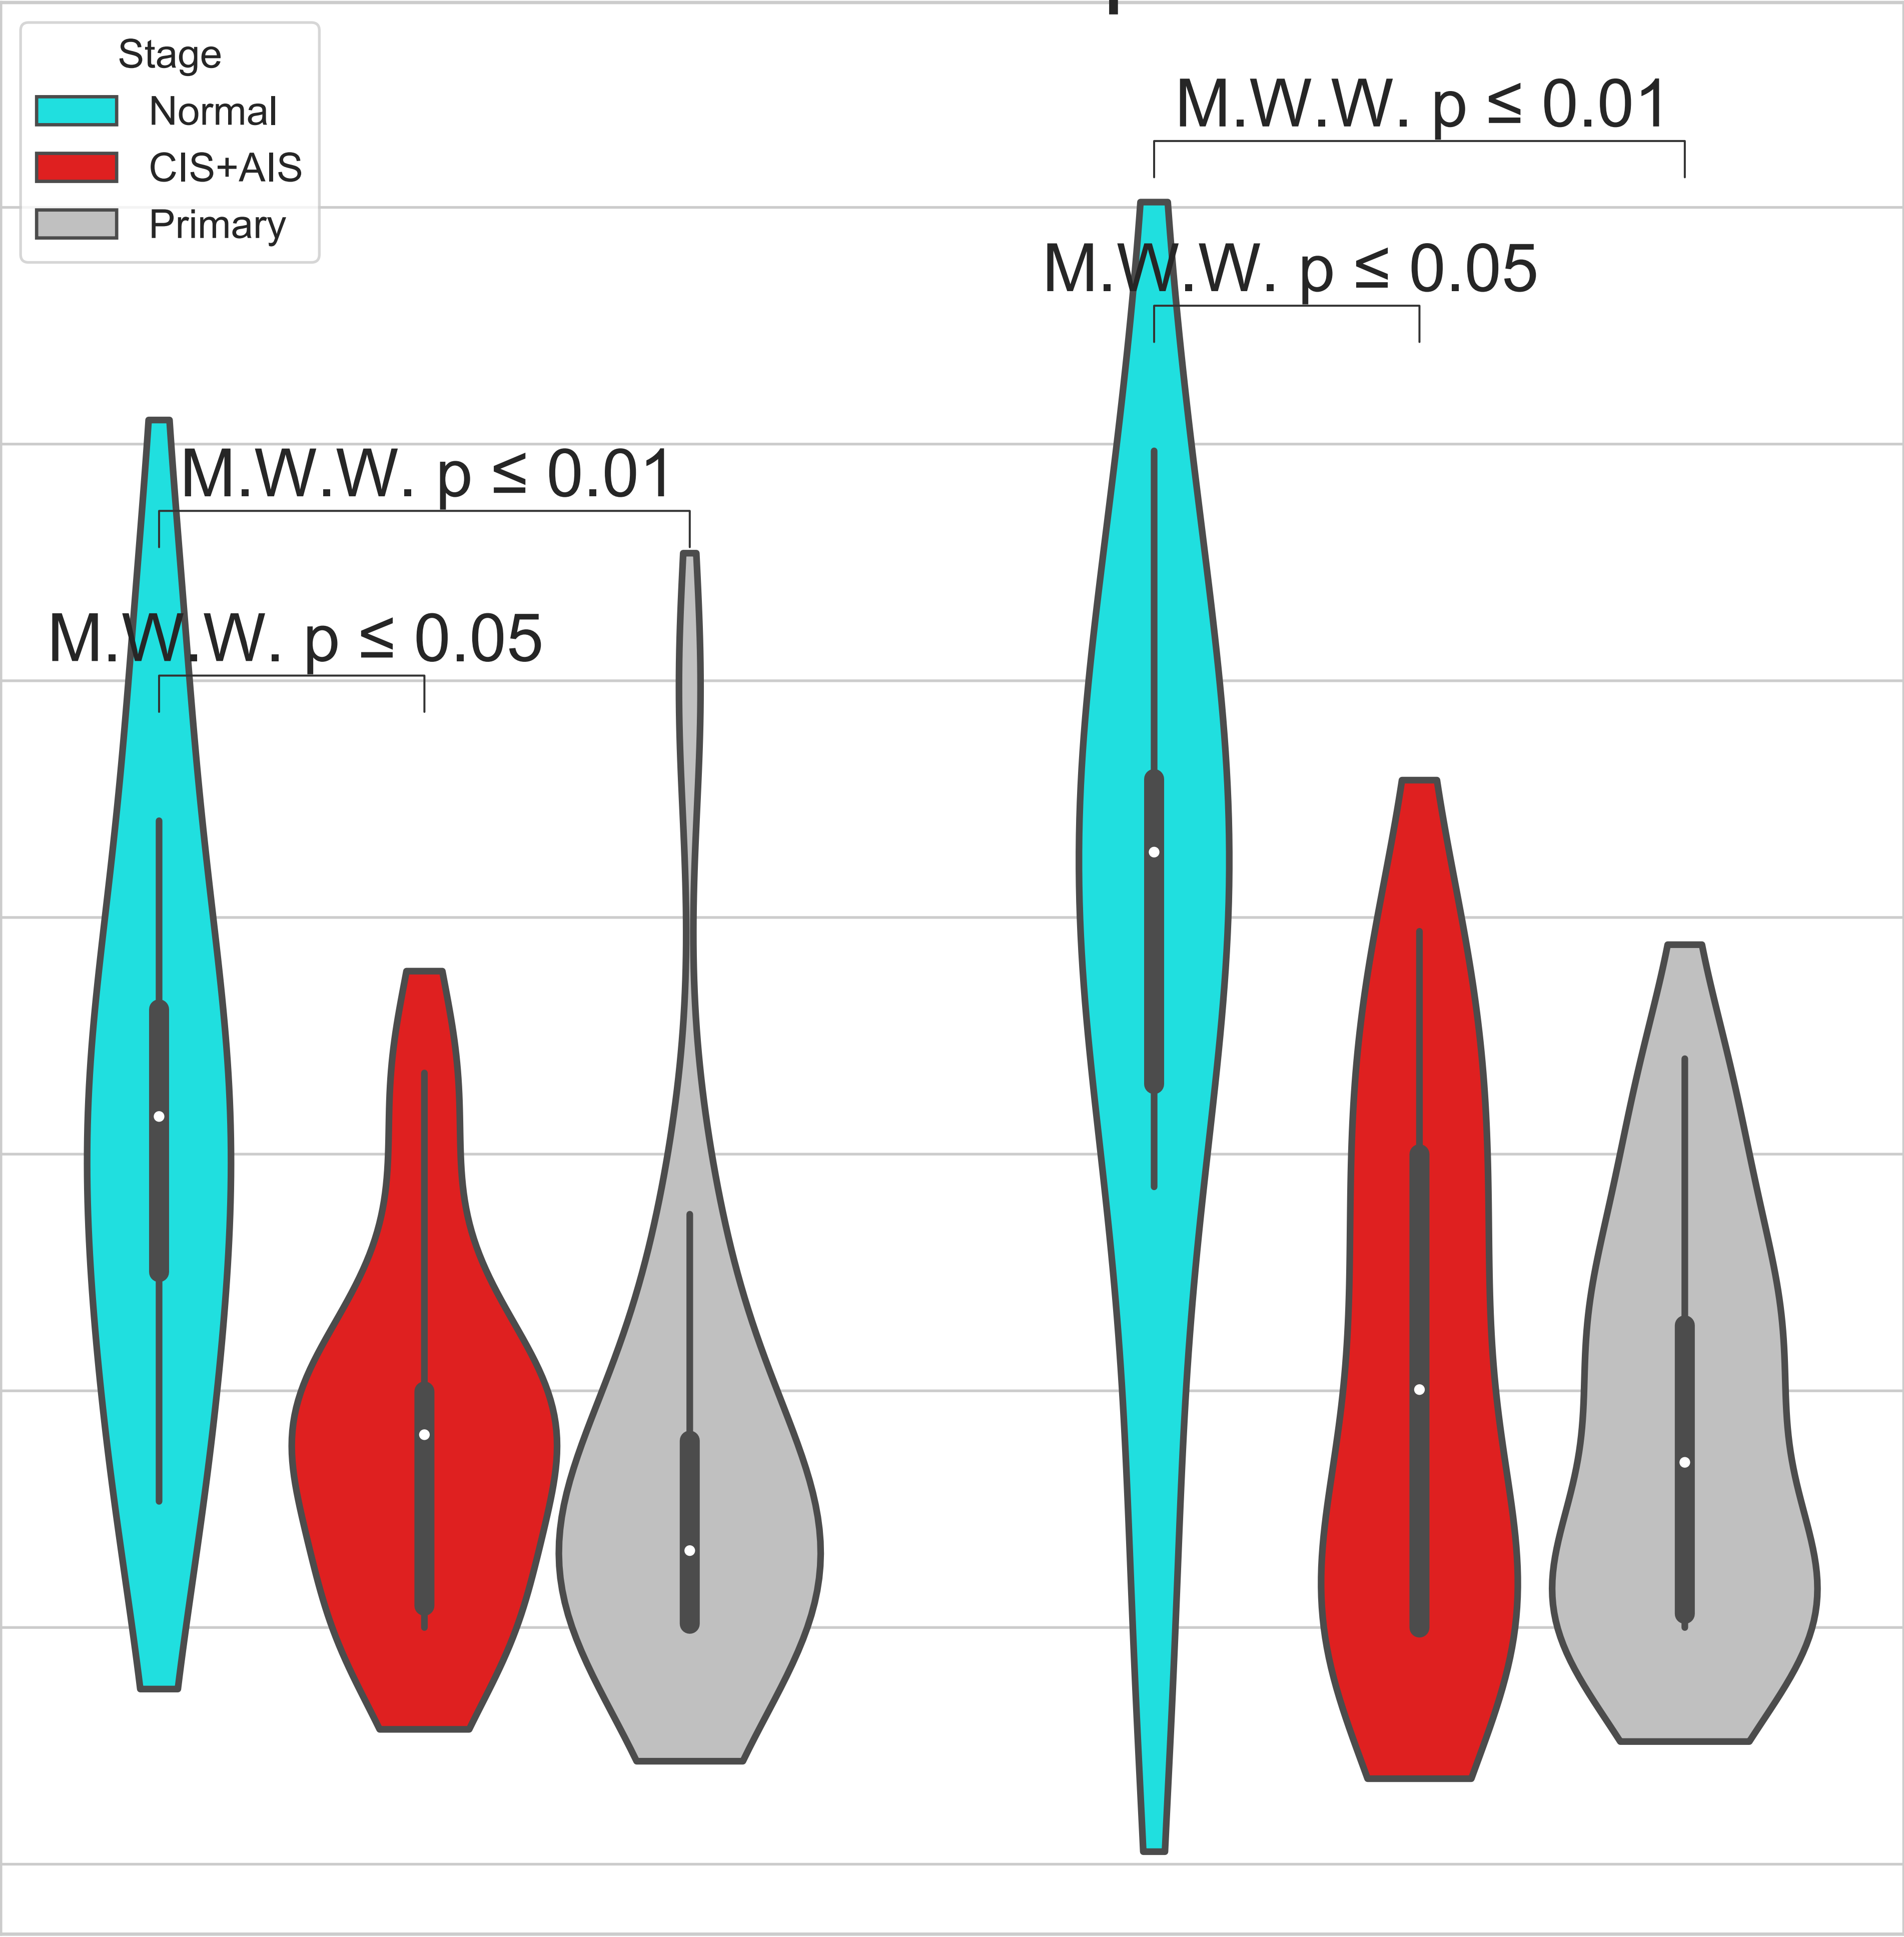 Stage
Normal
CIS+AIS
Primary
M.W.W. p ≤ 0.01
M.W.W. p ≤ 0.05
M.W.W. p ≤ 0.01
M.W.W. p ≤ 0.05